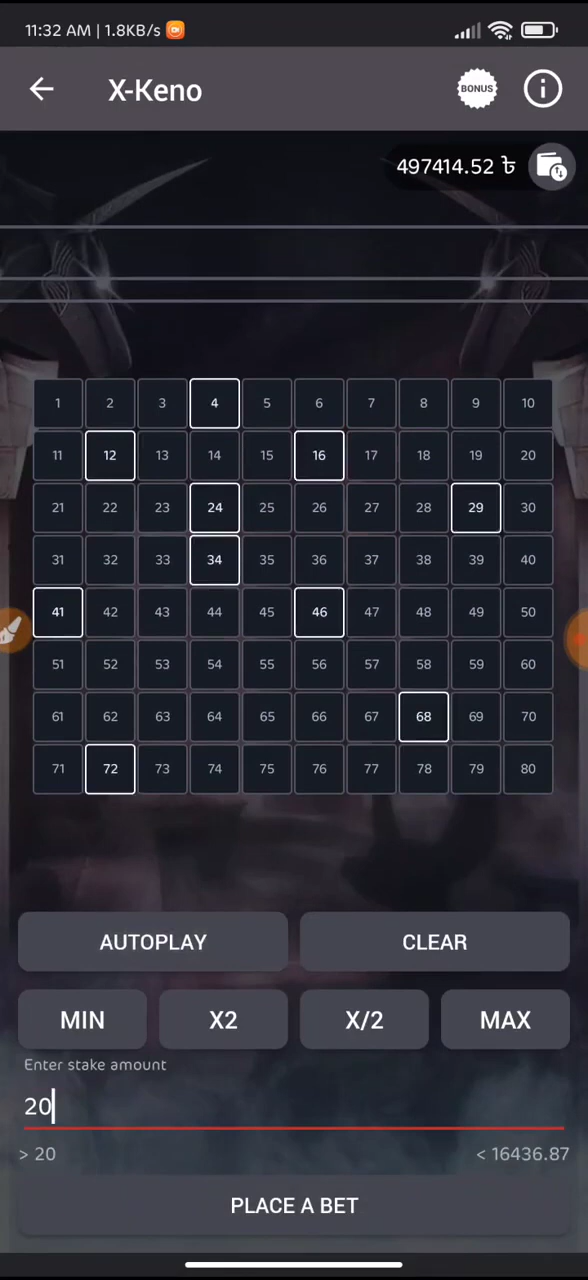 11:32 AM | 1.8KB/s
X-Keno BONUS
497414.52 ৳
1 2 3 4 5 6 7 8 9 10
11 12 13 14 15 16 17 18 19 20
21 22 23 24 25 26 27 28 29 30
31 32 33 34 35 36 37 38 39 40
41 42 43 44 45 46 47 48 49 50
51 52 53 54 55 56 57 58 59 60
61 62 63 64 65 66 67 68 69 70
71 72 73 74 75 76 77 78 79 80
AUTOPLAY CLEAR
MIN X2 X/2 MAX
Enter stake amount
20
> 20 < 16436.87
PLACE A BET